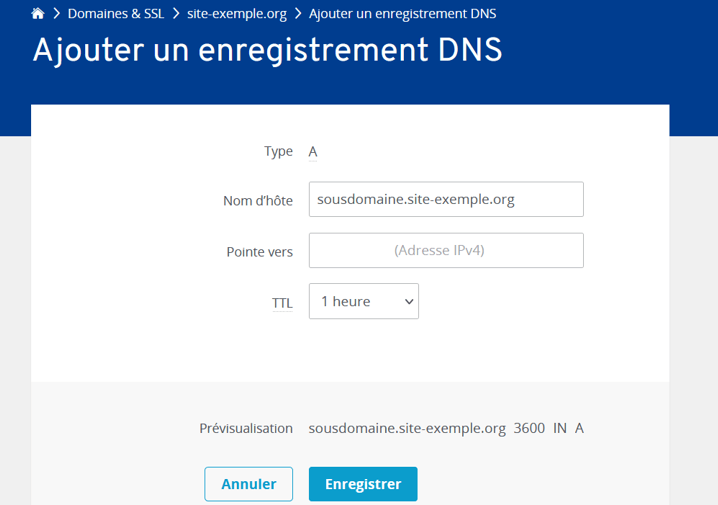 Domaines & SSL > site-exemple.org > Ajouter un enregistrement DNS
Ajouter un enregistrement DNS
Type A
Nom d'hôte sousdomaine.site-exemple.org
Pointe vers (Adresse IPv4)
TTL 1 heure
Prévisualisation sousdomaine.site-exemple.org 3600 IN A
Annuler Enregistrer